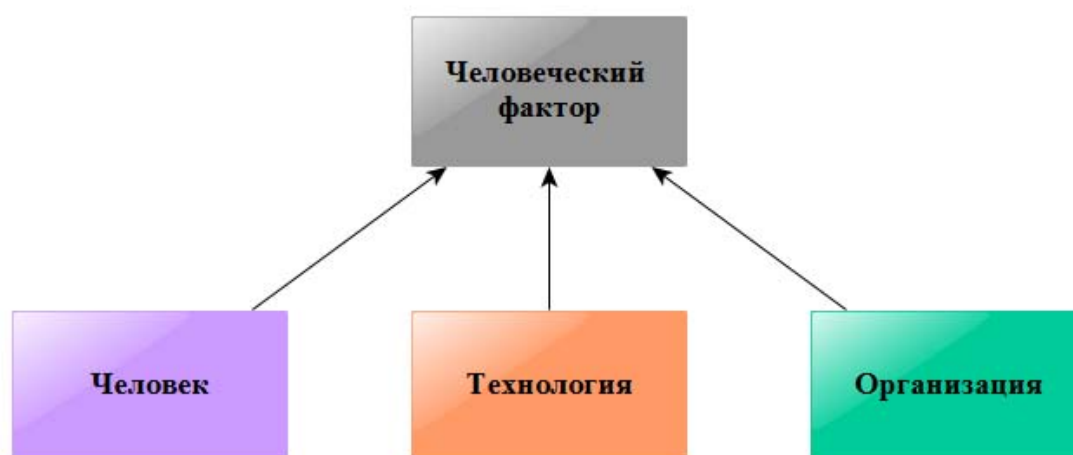 Человеческий
фактор
Человек
Технология
Организация